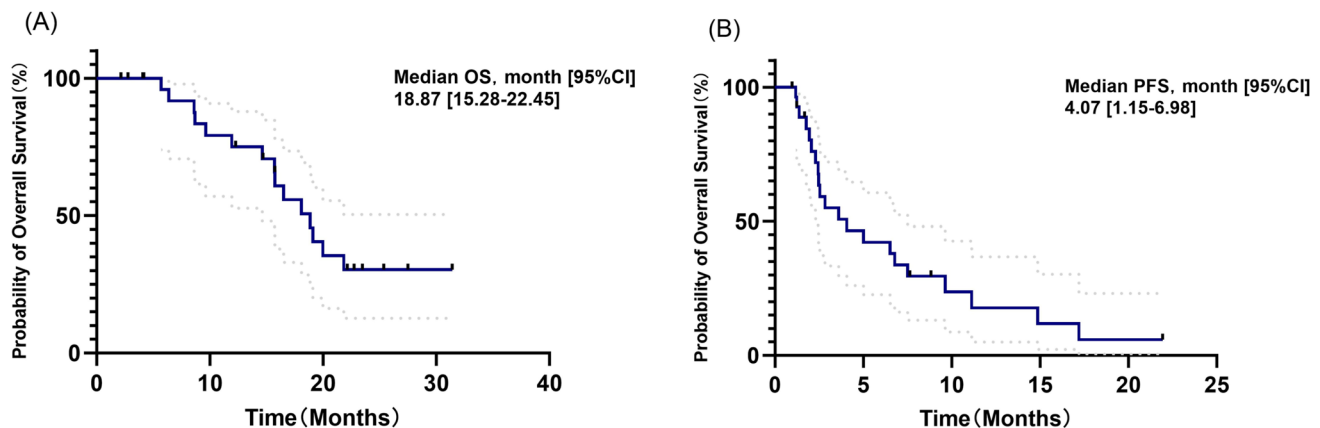 (A)
Probability of Overrall Survival(%)
100
50
0
0 10 20 30 40
Time(Months)
Median OS, month [95%CI]
18.87 [15.28-22.45]
(B)
Probability of Overrall Survival(%)
100
50
0
0 5 10 15 20 25
Time(Months)
Median PFS, month [95%CI]
4.07 [1.15-6.98]